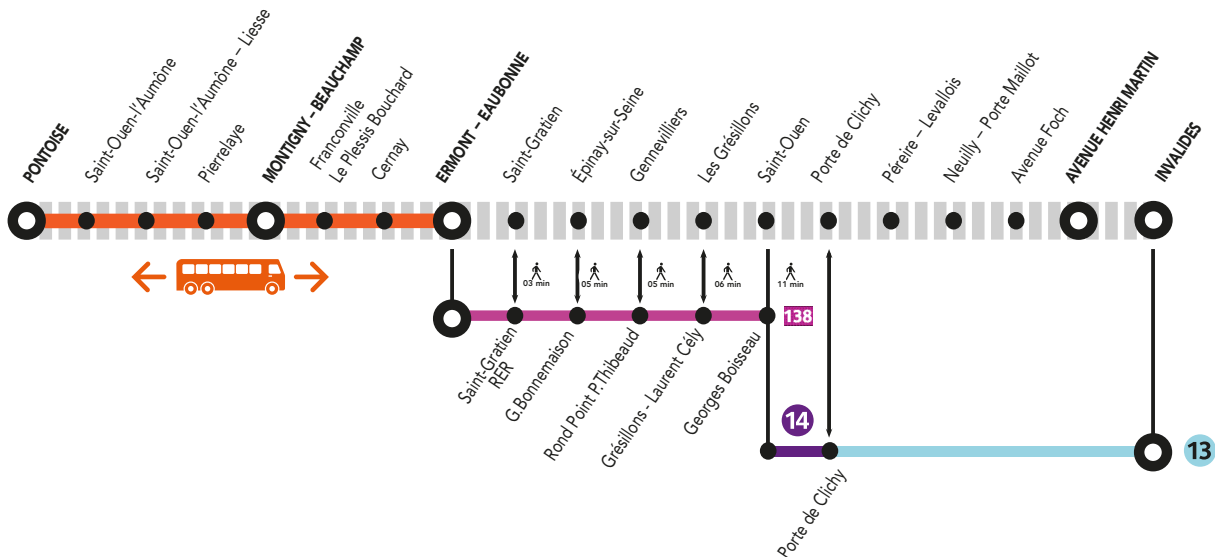 PONTOISE
Saint-Ouen-l'Aumône
Saint-Ouen-l'Aumône – Liesse
Pierrelaye
MONTIGNY – BEAUCHAMP
Franconville
Le Plessis Bouchard
Cernay
ERMONT – EAUBONNE
Saint-Gratien
Épinay-sur-Seine
Gennevilliers
Les Grésillons
Saint-Ouen
Porte de Clichy
Péreire – Levallois
Neuilly – Porte Maillot
Avenue Foch
AVENUE HENRI MARTIN
INVALIDES
03 min
05 min
05 min
06 min
11 min
138
Saint-Gratien
RER
G.Bonnemaison
Rond Point P.Thibeaud
Grésillons - Laurent Cély
Georges Boisseau
14
13
Porte de Clichy